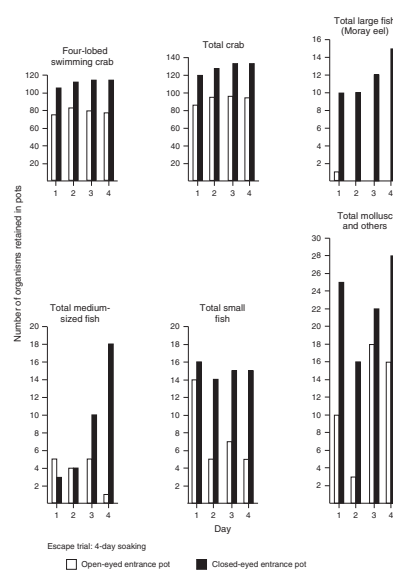 Total large fish
(Moray eel)
Four-lobed
swimming crab
Total crab
16
14
12
10
8
6
4
2
120
100
80
60
40
20
140
120
100
80
60
40
20
1 2 3 4
1 2 3 4
1 2 3 4
Number of organisms retained in pots
Total mollusc
and others
30
28
26
24
22
20
18
16
14
12
10
8
6
4
2
Total medium-
sized fish
Total small
fish
20
18
16
14
12
10
8
6
4
2
20
18
16
14
12
10
8
6
4
2
1 2 3 4
1 2 3 4
1 2 3 4
Day
Escape trial: 4-day soaking
Open-eyed entrance pot
Closed-eyed entrance pot